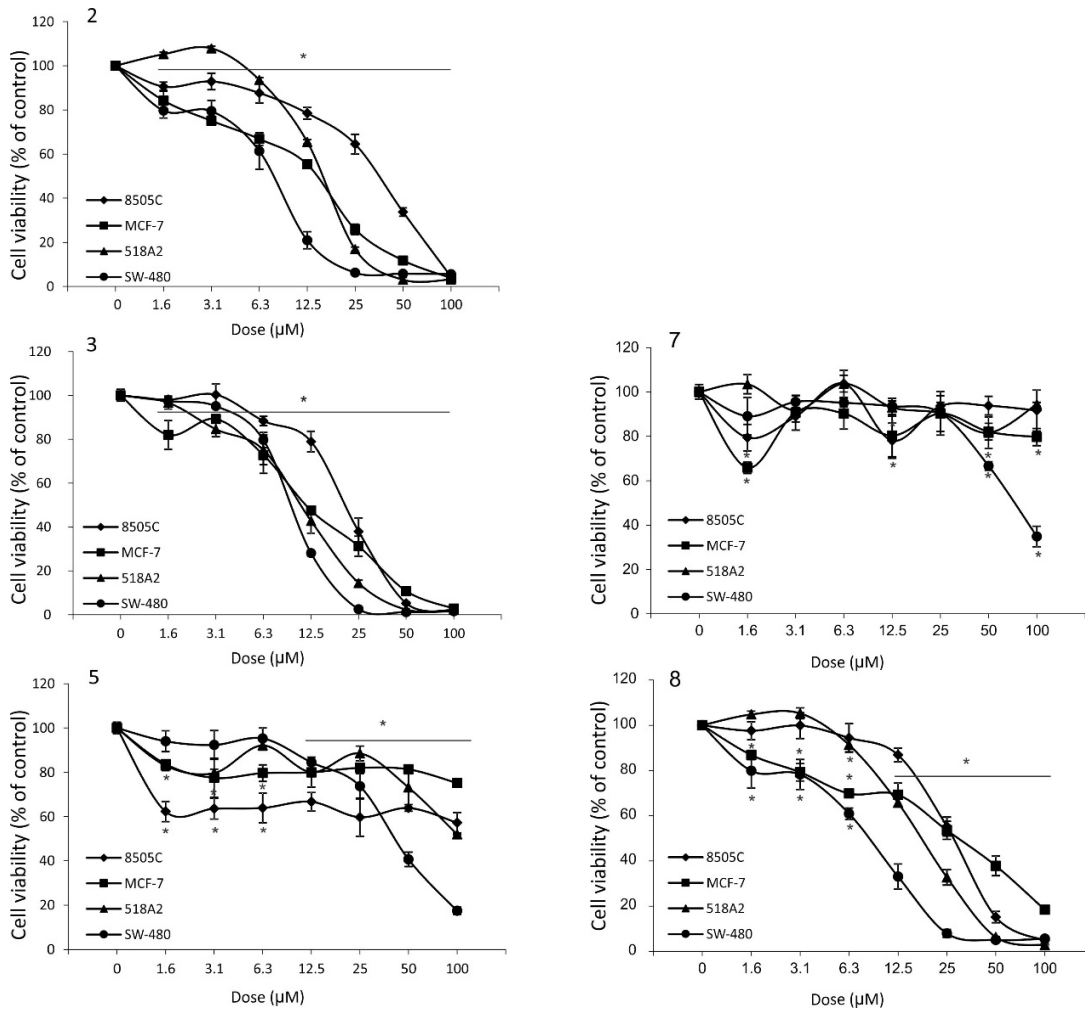 2
Cell viability (% of control)
120
100
80
60
40
20
0
*
8505C
MCF-7
518A2
SW-480
0 1.6 3.1 6.3 12.5 25 50 100
Dose (µM)
3
Cell viability (% of control)
120
100
80
60
40
20
0
*
8505C
MCF-7
518A2
SW-480
0 1.6 3.1 6.3 12.5 25 50 100
Dose (µM)
7
Cell viability (% of control)
120
100
80
60
40
20
0
* * * *
* * * *
8505C
MCF-7
518A2
SW-480
0 1.6 3.1 6.3 12.5 25 50 100
Dose (µM)
5
Cell viability (% of control)
120
100
80
60
40
20
0
*
* * *
* * *
8505C
MCF-7
518A2
SW-480
0 1.6 3.1 6.3 12.5 25 50 100
Dose (µM)
8
Cell viability (% of control)
120
100
80
60
40
20
0
*
* * *
*
* * *
8505C
MCF-7
518A2
SW-480
0 1.6 3.1 6.3 12.5 25 50 100
Dose (µM)